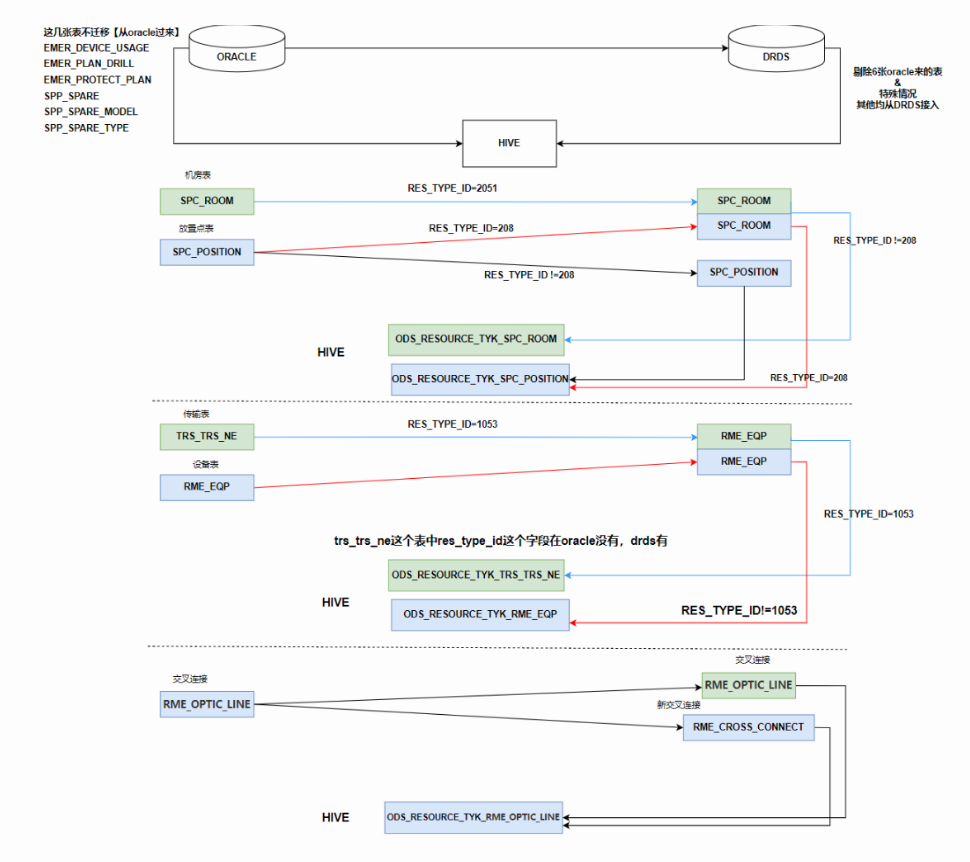 这几张表不迁移【从oracle过来】
EMER_DEVICE_USAGE
EMER_PLAN_DRILL
EMER_PROTECT_PLAN
SPP_SPARE
SPP_SPARE_MODEL
SPP_SPARE_TYPE
ORACLE
DRDS
剔除6张oracle来的表
&
特殊情况
其他均从DRDS接入
HIVE
机房表
SPC_ROOM
RES_TYPE_ID=2051
SPC_ROOM
放置点表
SPC_POSITION
RES_TYPE_ID=208
SPC_ROOM
RES_TYPE_ID !=208
RES_TYPE_ID !=208
SPC_POSITION
HIVE
ODS_RESOURCE_TYK_SPC_ROOM
ODS_RESOURCE_TYK_SPC_POSITION
RES_TYPE_ID=208
传输表
TRS_TRS_NE
RES_TYPE_ID=1053
RME_EQP
设备表
RME_EQP
RME_EQP
RES_TYPE_ID=1053
trs_trs_ne这个表中res_type_id这个字段在oracle没有，drds有
ODS_RESOURCE_TYK_TRS_TRS_NE
HIVE
ODS_RESOURCE_TYK_RME_EQP
RES_TYPE_ID!=1053
交叉连接
RME_OPTIC_LINE
交叉连接
RME_OPTIC_LINE
新交叉连接
RME_CROSS_CONNECT
HIVE
ODS_RESOURCE_TYK_RME_OPTIC_LINE